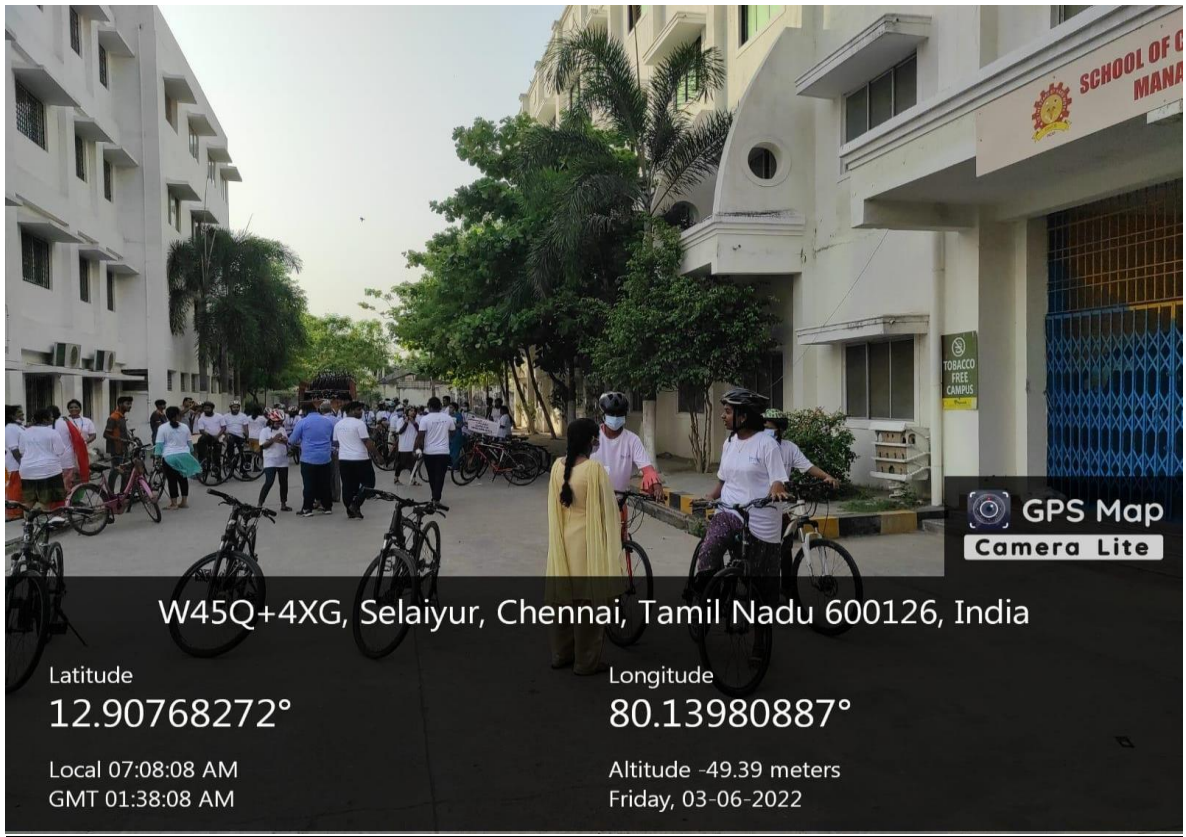 SCHOOL OF
MANA
TOBACCO
FREE
CAMPUS
GPS Map
Camera Lite
W45Q+4XG, Selaiyur, Chennai, Tamil Nadu 600126, India
Latitude
12.90768272°
Longitude
80.13980887°
Local 07:08:08 AM
GMT 01:38:08 AM
Altitude -49.39 meters
Friday, 03-06-2022